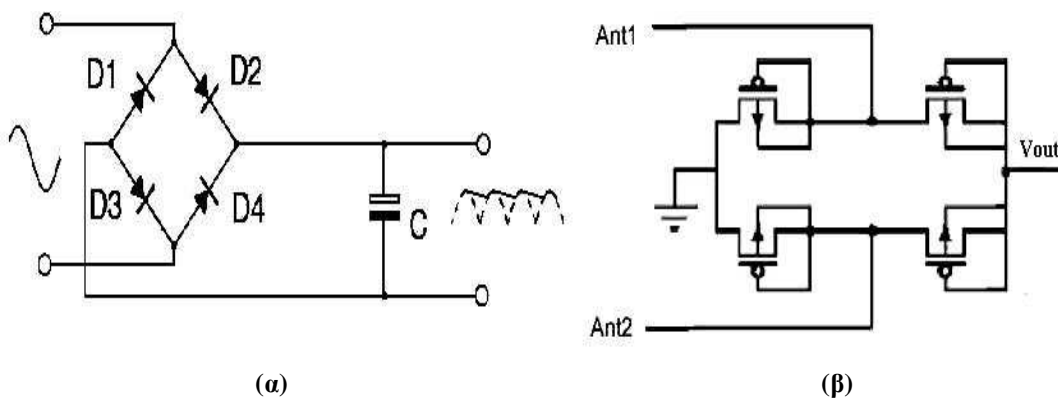 D1
D2
D3
D4
C
(α)
Ant1
Vout
Ant2
(β)